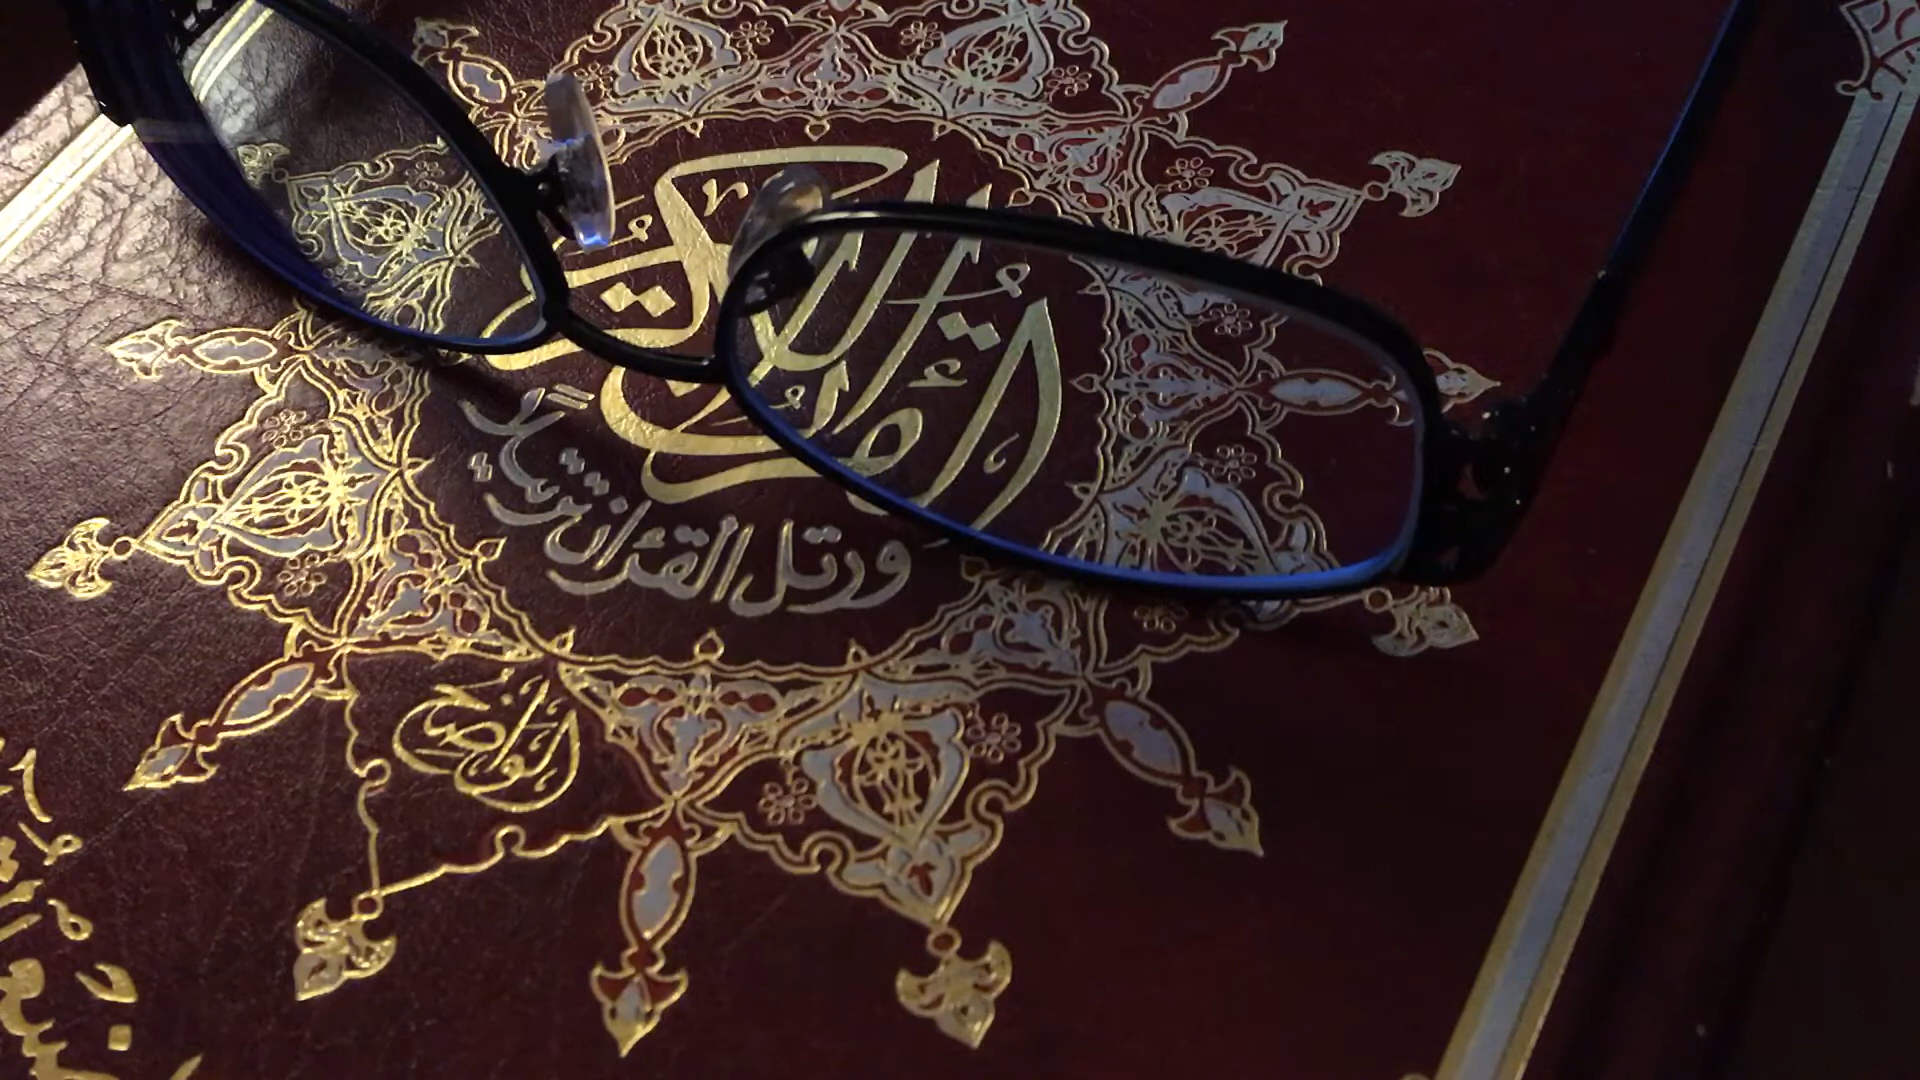 القرآن الكريم
ورتل القرآن ترتيلا
الواضح